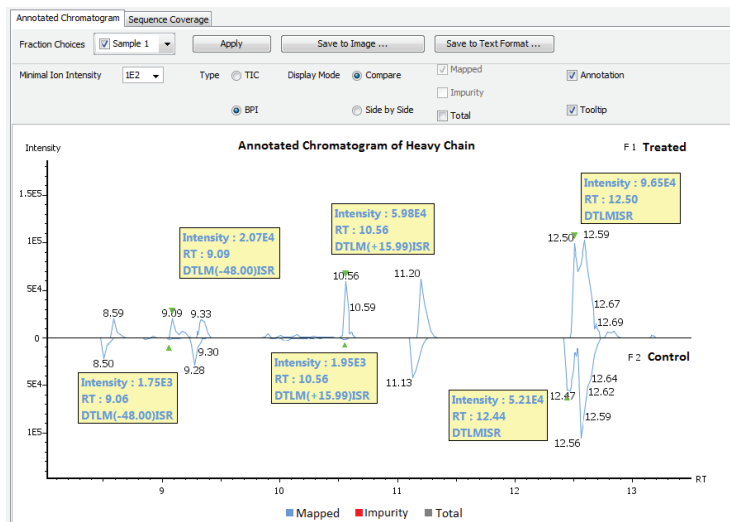 Annotated Chromatogram Sequence Coverage
Fraction Choices Sample 1 Apply Save to Image ... Save to Text Format ...
Minimal Ion Intensity 1E2 Type TIC Display Mode Compare Mapped Annotation
Impurity
BPI Side by Side Total Tooltip
Intensity Annotated Chromatogram of Heavy Chain F 1 Treated
Intensity : 9.65E4
RT : 12.50
DTLMISR
Intensity : 5.98E4
RT : 10.56
DTLM(+15.99)ISR
Intensity : 2.07E4
RT : 9.09
DTLM(-48.00)ISR
1.5E5
1E5
5E4
0
5E4
1E5
8.59 9.09 9.33 10.56 10.59 11.20 12.50 12.59 12.67 12.69
F 2 Control
8.50 9.28 9.30 11.13 12.47 12.56 12.59 12.62 12.64
Intensity : 1.75E3
RT : 9.06
DTLM(-48.00)ISR
Intensity : 1.95E3
RT : 10.56
DTLM(+15.99)ISR
Intensity : 5.21E4
RT : 12.44
DTLMISR
9 10 11 12 13 RT
Mapped Impurity Total